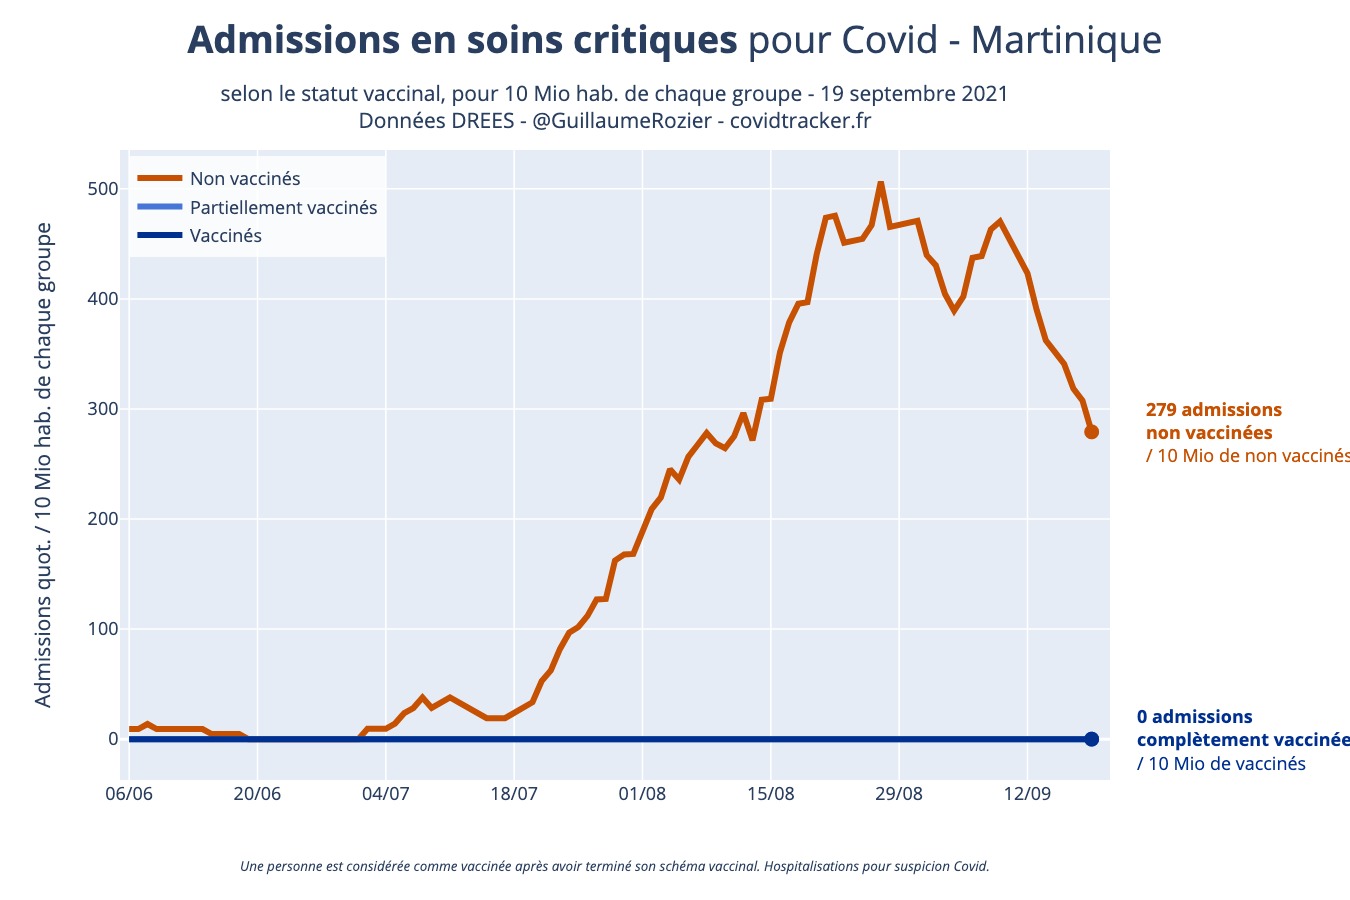 Admissions en soins critiques pour Covid - Martinique
selon le statut vaccinal, pour 10 Mio hab. de chaque groupe - 19 septembre 2021
Données DREES - @GuillaumeRozier - covidtracker.fr
Non vaccinés
Partiellement vaccinés
Vaccinés
Admissions quot. / 10 Mio hab. de chaque groupe
500
400
300
200
100
0
279 admissions
non vaccinées
/ 10 Mio de non vaccinés
0 admissions
complètement vaccinée
/ 10 Mio de vaccinés
06/06
20/06
04/07
18/07
01/08
15/08
29/08
12/09
Une personne est considérée comme vaccinée après avoir terminé son schéma vaccinal. Hospitalisations pour suspicion Covid.